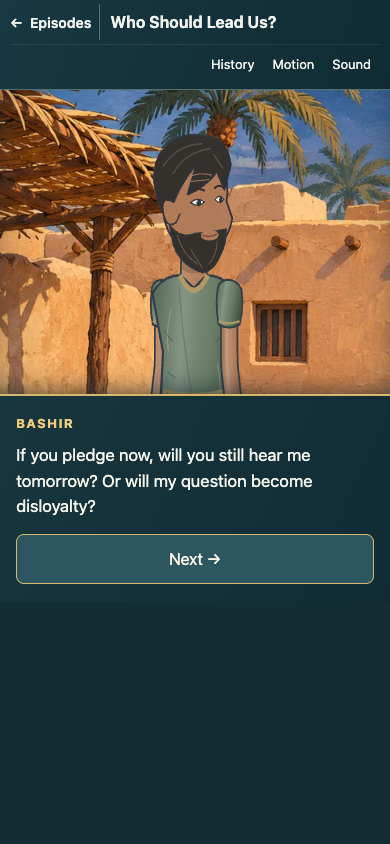 ← Episodes
Who Should Lead Us?
History Motion Sound
BASHIR
If you pledge now, will you still hear me
tomorrow? Or will my question become
disloyalty?
Next →